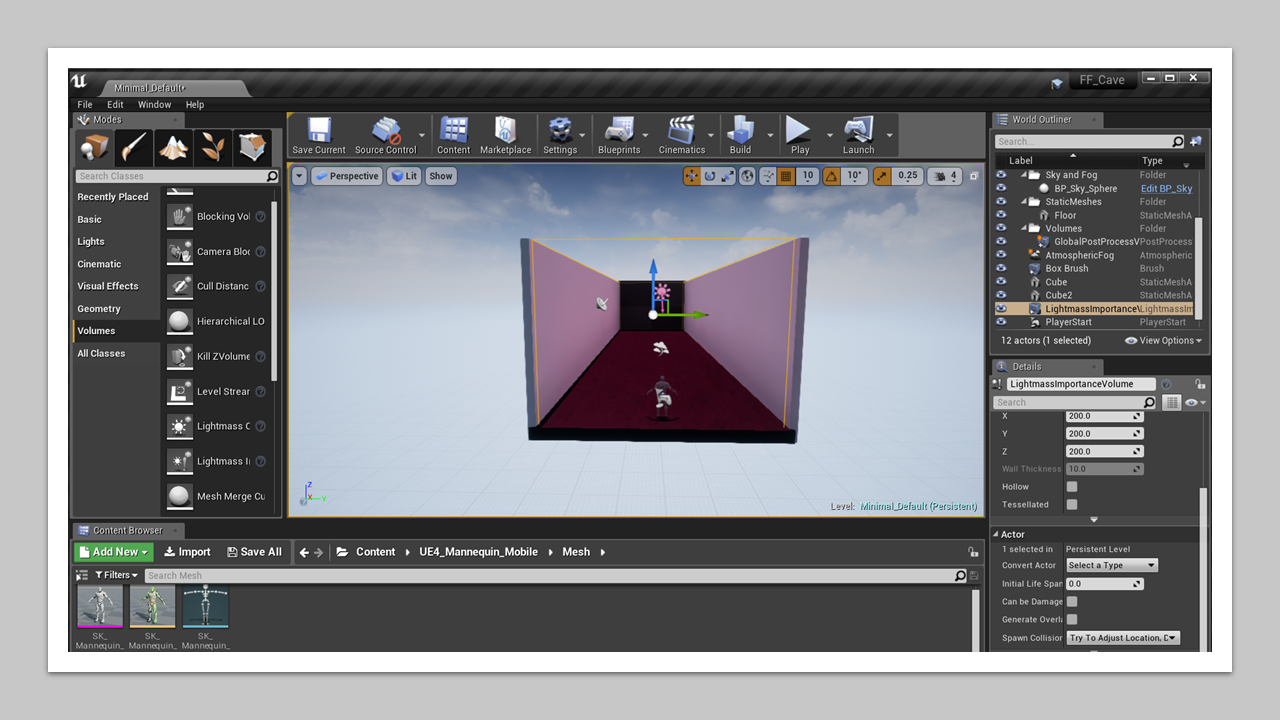 Minimal_Default*
FF_Cave
File Edit Window Help
Modes
Search Classes
Recently Placed
Basic
Lights
Cinematic
Visual Effects
Geometry
Volumes
All Classes
Blocking Vol
Camera Bloc
Cull Distanc
Hierarchical LO
Kill ZVolume
Level Strear
Lightmass C
Lightmass I
Mesh Merge Cu
Save Current Source Control Content Marketplace Settings Blueprints Cinematics Build Play Launch
Perspective Lit Show
10 10° 0.25 4
Z
X Y
Level: Minimal_Default (Persistent)
World Outliner
Search...
Label Type
Sky and Fog Folder
BP_Sky_Sphere Edit BP_Sky
StaticMeshes Folder
Floor StaticMeshA
Volumes Folder
GlobalPostProcessV PostProcess
AtmosphericFog Atmospheric
Box Brush Brush
Cube StaticMeshA
Cube2 StaticMeshA
LightmassImportanceV LightmassIm
PlayerStart PlayerStart
12 actors (1 selected) View Options
Details
LightmassImportanceVolume
Search
X 200.0
Y 200.0
Z 200.0
Wall Thickness 10.0
Hollow
Tessellated
Actor
1 selected in Persistent Level
Convert Actor Select a Type
Initial Life Span 0.0
Can be Damage
Generate Overla
Spawn Collision Try To Adjust Location, D
Content Browser
Add New Import Save All Content UE4_Mannequin_Mobile Mesh
Filters Search Mesh
SK_ SK_ SK_
Mannequin_ Mannequin_ Mannequin_